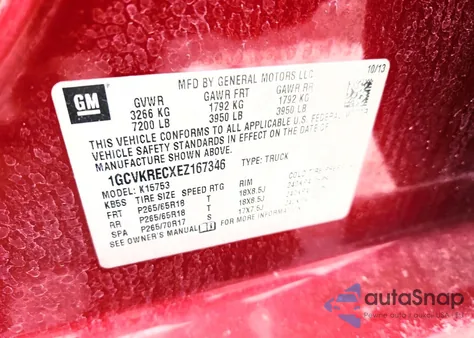 GM
MFD BY GENERAL MOTORS LLC 10/13
GVWR GAWR FRT GAWR RR
3266 KG 1792 KG 1792 KG
7200 LB 3950 LB 3950 LB
THIS VEHICLE CONFORMS TO ALL APPLICABLE U.S. FEDERAL
VEHICLE SAFETY STANDARDS IN EFFECT ON THE DATE OF
MANUFACTURE SHOWN ABOVE.
1GCVKRECXEZ167346 TYPE: TRUCK
MODEL: K15753
KB5S TIRE SIZE SPEED RTG RIM COLD
FRT P265/65R18 T 18X8.5J
RR P265/65R18 T 18X8.5J
SPA P265/70R17 T 17X7.5J
SEE OWNER'S MANUAL FOR MORE INFORMATION
autoSnap